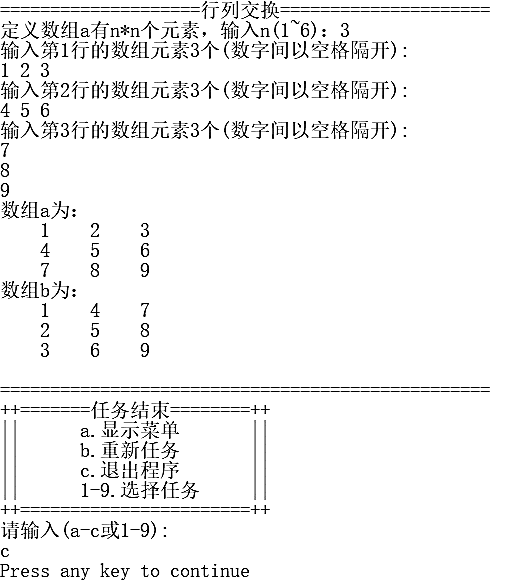 ====================行列交换=====================
定义数组a有n*n个元素，输入n(1~6)：3
输入第1行的数组元素3个(数字间以空格隔开)：
1 2 3
输入第2行的数组元素3个(数字间以空格隔开)：
4 5 6
输入第3行的数组元素3个(数字间以空格隔开)：
7
8
9
数组a为：
    1    2    3
    4    5    6
    7    8    9
数组b为：
    1    4    7
    2    5    8
    3    6    9

=================================================
++=======任务结束========++
||      a.显示菜单       ||
||      b.重新任务       ||
||      c.退出程序       ||
||      1-9.选择任务     ||
++=======================++
请输入(a-c或1-9)：
c
Press any key to continue